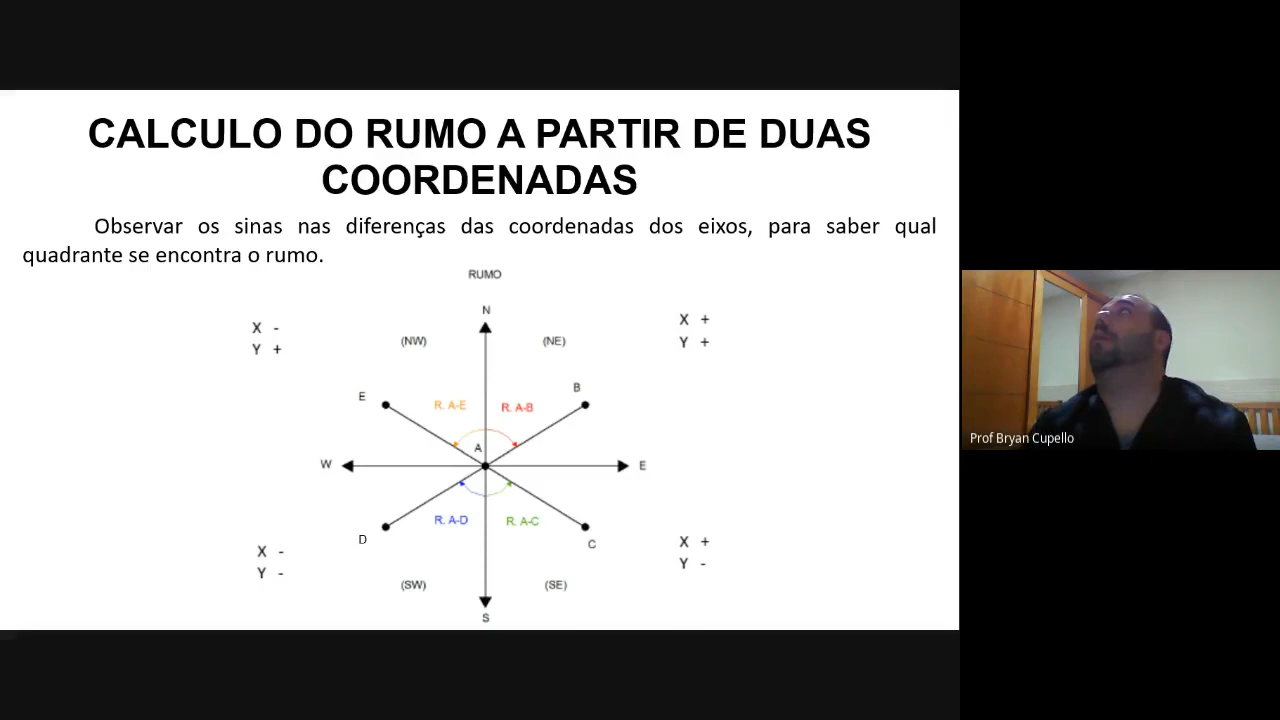 CALCULO DO RUMO A PARTIR DE DUAS
COORDENADAS
Observar os sinas nas diferenças das coordenadas dos eixos, para saber qual
quadrante se encontra o rumo.
RUMO
N
X -
Y +
(NW)
(NE)
X +
Y +
E
B
R. A-E
R. A-B
A
W
E
R. A-D
R. A-C
D
C
X -
Y -
X +
Y -
(SW)
(SE)
S
Prof Bryan Cupello